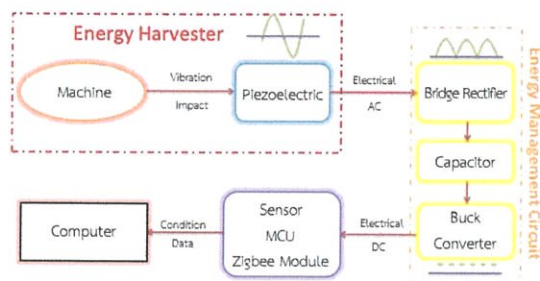 Energy Harvester
Machine
Vibration
Impact
Piezoelectric
Electrical
AC
Bridge Rectifier
Capacitor
Buck
Converter
Energy Management Circuit
Electrical
DC
Sensor
MCU
Zigbee Module
Condition
Data
Computer